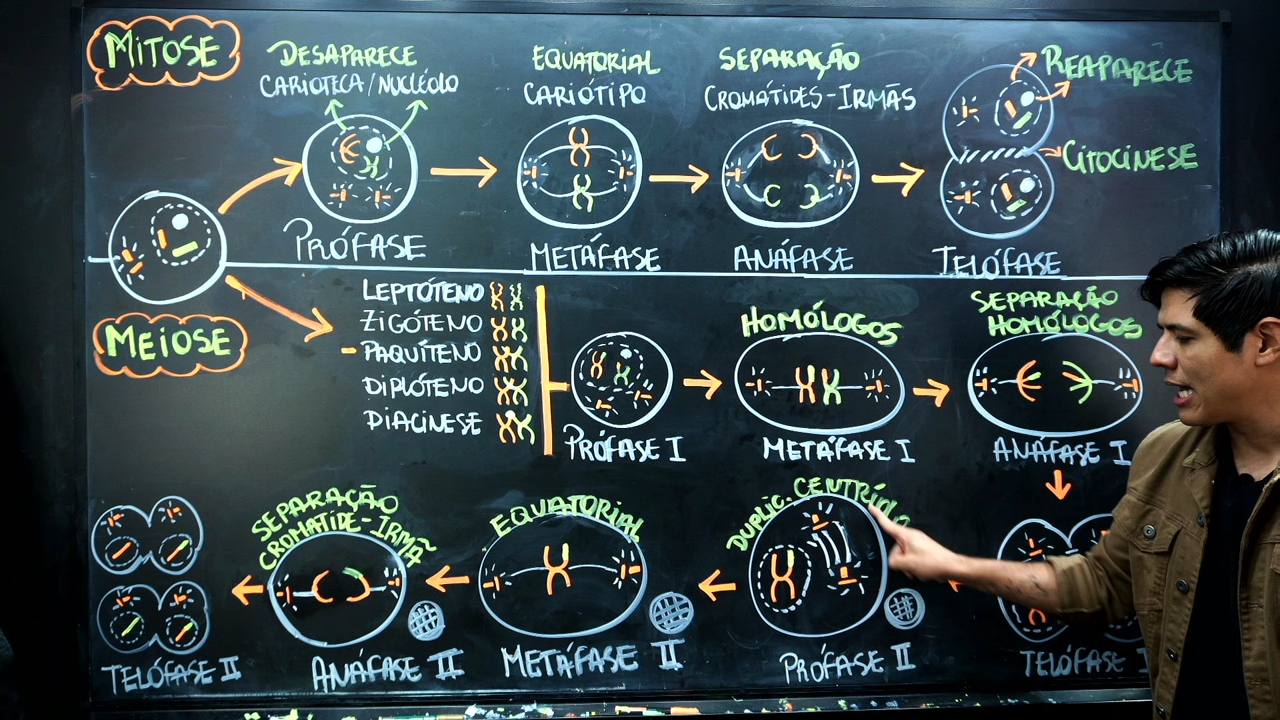 MITOSE
DESAPARECE
CARIOTECA/NUCLÉOLO
EQUATORIAL
CARIÓTIPO
SEPARAÇÃO
CROMÁTIDES-IRMÃS
REAPARECE
CITOCINESE
PRÓFASE
METÁFASE
ANÁFASE
TELÓFASE
MEIOSE
LEPTÓTENO
ZIGÓTENO
PAQUÍTENO
DIPLÓTENO
DIACINESE
HOMÓLOGOS
SEPARAÇÃO
HOMÓLOGOS
PRÓFASE I
METÁFASE I
ANÁFASE I
SEPARAÇÃO
CROMATIDE-IRMÃ
EQUATORIAL
DUPLIC. CENTRÍOLO
TELÓFASE II
ANÁFASE II
METÁFASE II
PRÓFASE II
TELÓFASE I